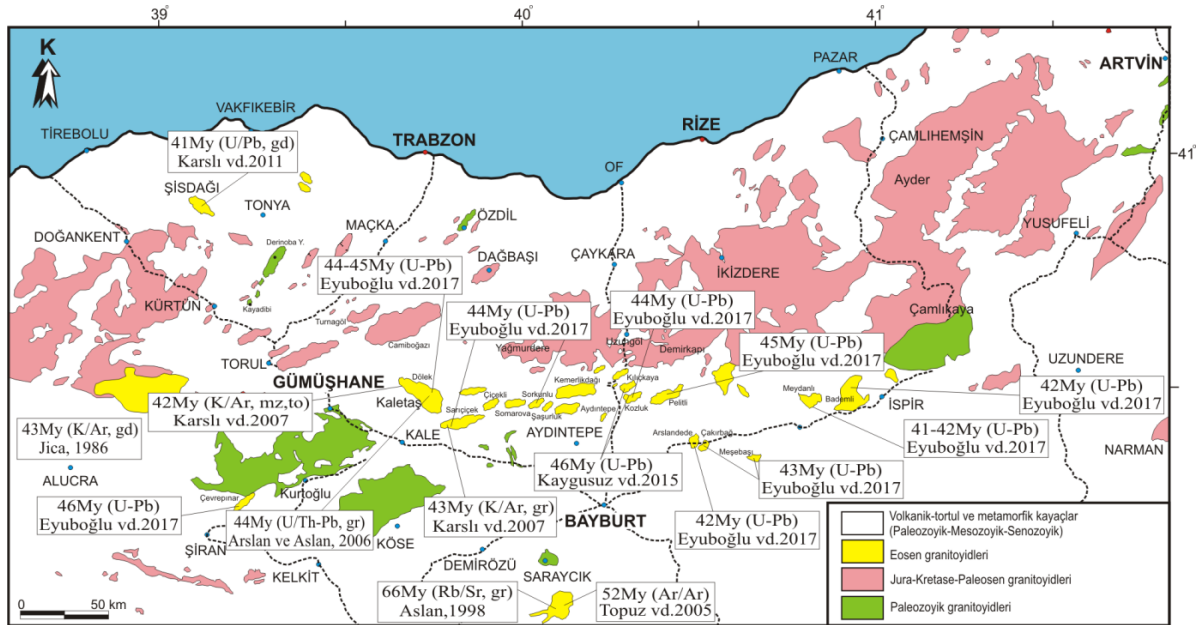 39°
40°
41°
K
PAZAR
ARTVİN
VAKFIKEBİR
TİREBOLU
TRABZON
RİZE
ÇAMLIHEMŞİN
41°
41My (U/Pb, gd)
Karslı vd.2011
ŞİSDAĞI
TONYA
OF
Ayder
ÖZDİL
MAÇKA
YUSUFELİ
DOĞANKENT
Derinoba Y.
DAĞBAŞI
ÇAYKARA
İKİZDERE
44-45My (U-Pb)
Eyuboğlu vd.2017
KÜRTÜN
Kayadibi
44My (U-Pb)
Eyuboğlu vd.2017
44My (U-Pb)
Eyuboğlu vd.2017
Çamlıkaya
Turnagöl
Camiboğazı
Yağmurdere
Uzungöl
Demirkapı
45My (U-Pb)
Eyuboğlu vd.2017
TORUL
UZUNDERE
GÜMÜŞHANE
Dölek
Kaletaş
Sarıçiçek
Çiçekli
Sorkunlu
Kemerlikdağı
Kılıçkaya
Somarova
Şaşurluk
Aydıntepe
Kozluk
Pelitli
Meydanlı
Bademli
İSPİR
42My (U-Pb)
Eyuboğlu vd.2017
42My (K/Ar, mz,to)
Karslı vd.2007
43My (K/Ar, gd)
Jica, 1986
ALUCRA
KALE
AYDINTEPE
Arslandede
Çakırbağ
Meşebaşı
41-42My (U-Pb)
Eyuboğlu vd.2017
NARMAN
46My (U-Pb)
Kaygusuz vd.2015
43My (U-Pb)
Eyuboğlu vd.2017
Çevrepınar
Kurtoğlu
46My (U-Pb)
Eyuboğlu vd.2017
44My (U/Th-Pb, gr)
Arslan ve Aslan, 2006
43My (K/Ar, gr)
Karslı vd.2007
BAYBURT
42My (U-Pb)
Eyuboğlu vd.2017
ŞİRAN
KÖSE
KELKİT
DEMİRÖZÜ
SARAYCIK
66My (Rb/Sr, gr)
Aslan,1998
52My (Ar/Ar)
Topuz vd.2005
0
50 km
Volkanik-tortul ve metamorfik kayaçlar
(Paleozoyik-Mesozoyik-Senozoyik)
Eosen granitoyidleri
Jura-Kretase-Paleosen granitoyidleri
Paleozoyik granitoyidleri